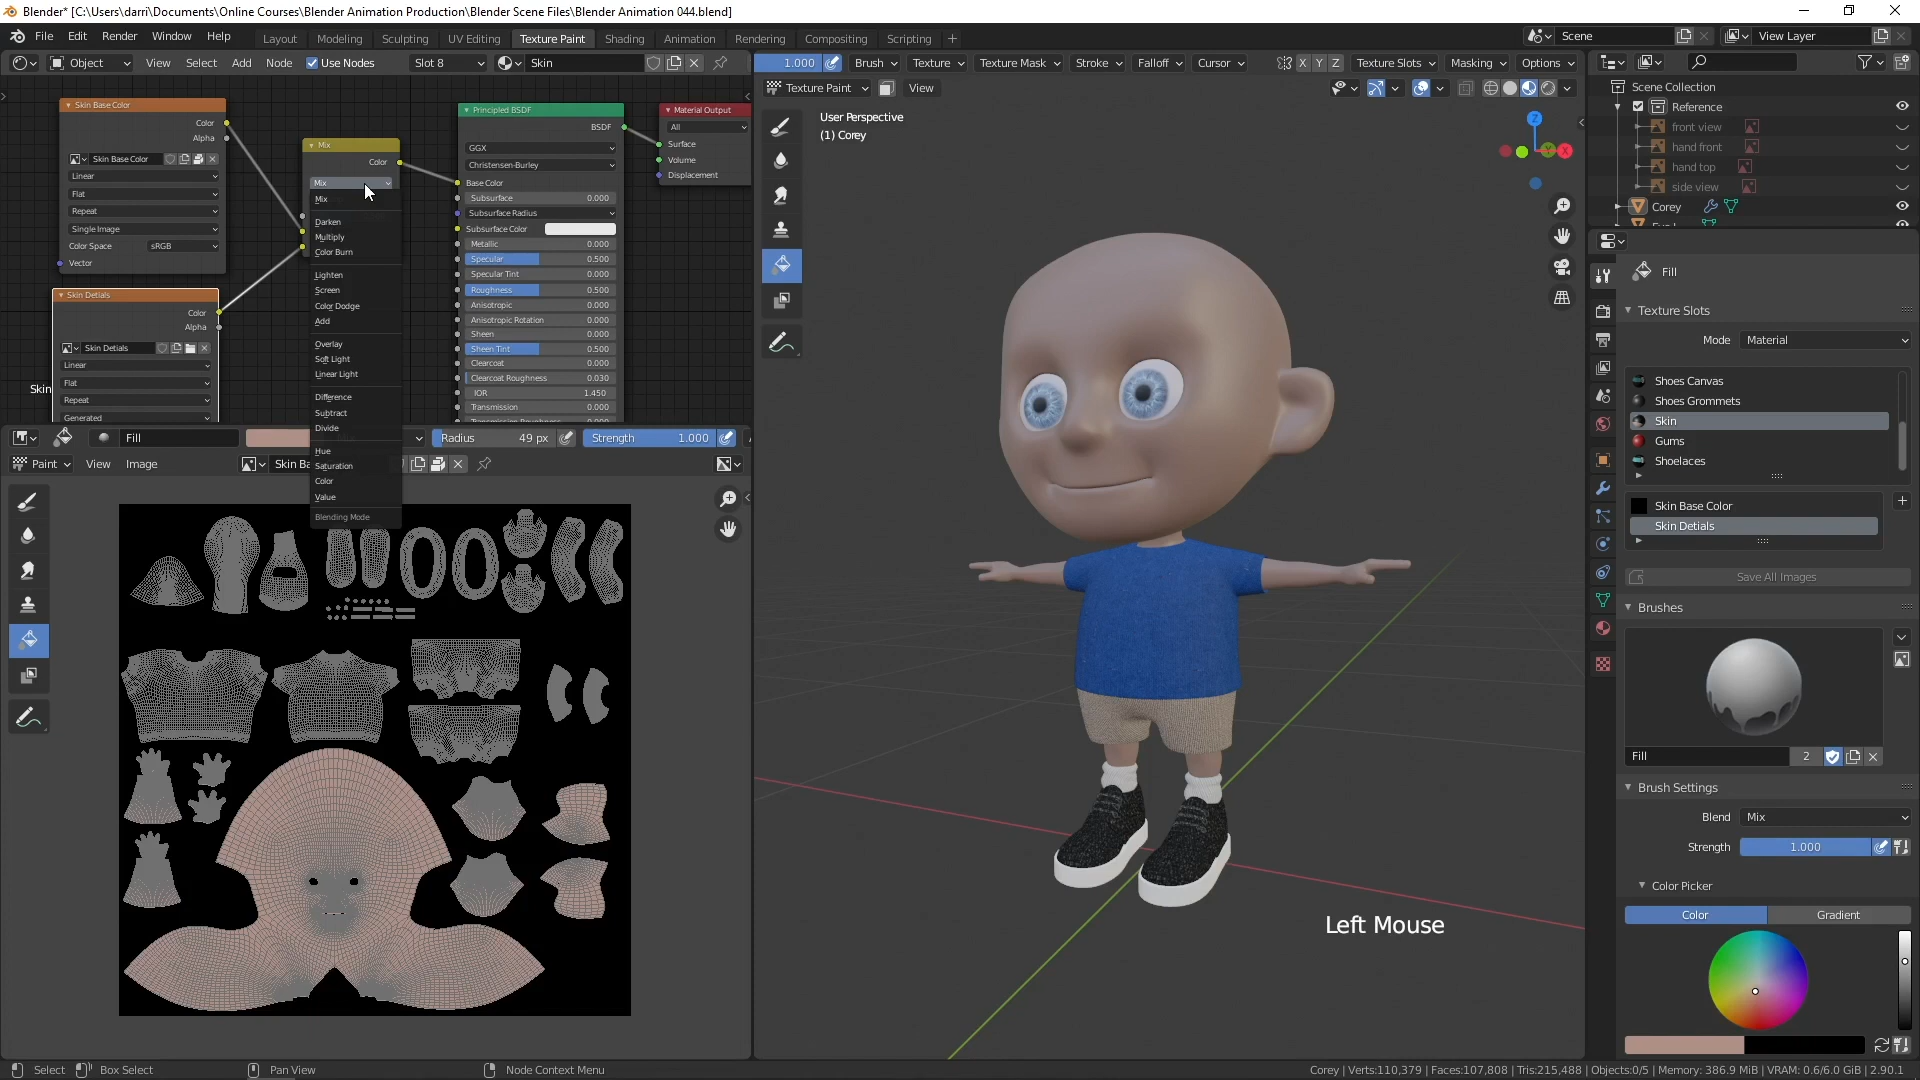 Blender* [C:\Users\darri\Documents\Online Courses\Blender Animation Production\Blender Scene Files\Blender Animation 044.blend]
File Edit Render Window Help Layout Modeling Sculpting UV Editing Texture Paint Shading Animation Rendering Compositing Scripting + Scene View Layer
Object View Select Add Node Use Nodes Slot 8 Skin
1.000 Brush Texture Texture Mask Stroke Falloff Cursor X Y Z Texture Slots Masking Options
Texture Paint View
User Perspective
(1) Corey
Z
Y
X
Skin Base Color
Color
Alpha
Skin Base Color
Linear
Flat
Repeat
Single Image
Color Space sRGB
Vector
Skin Detials
Color
Alpha
Skin Detials
Linear
Flat
Repeat
Generated
Skin
Mix
Color
Mix
Mix
Darken
Multiply
Color Burn
Lighten
Screen
Color Dodge
Add
Overlay
Soft Light
Linear Light
Difference
Subtract
Divide
Hue
Saturation
Color
Value
Blending Mode
Principled BSDF
BSDF
GGX
Christensen-Burley
Base Color
Subsurface 0.000
Subsurface Radius
Subsurface Color
Metallic 0.000
Specular 0.500
Specular Tint 0.000
Roughness 0.500
Anisotropic 0.000
Anisotropic Rotation 0.000
Sheen 0.000
Sheen Tint 0.500
Clearcoat 0.000
Clearcoat Roughness 0.030
IOR 1.450
Transmission 0.000
Material Output
All
Surface
Volume
Displacement
Fill Radius 49 px Strength 1.000
Paint View Image Skin Ba
Left Mouse
Scene Collection
Reference
front view
hand front
hand top
side view
Corey
Fill
Texture Slots
Mode Material
Shoes Canvas
Shoes Grommets
Skin
Gums
Shoelaces
Skin Base Color
Skin Detials
Save All Images
Brushes
Fill 2
Brush Settings
Blend Mix
Strength 1.000
Color Picker
Color Gradient
Select Box Select Pan View Node Context Menu
Corey | Verts:110,379 | Faces:107,808 | Tris:215,488 | Objects:0/5 | Memory: 386.9 MiB | VRAM: 0.6/6.0 GiB | 2.90.1